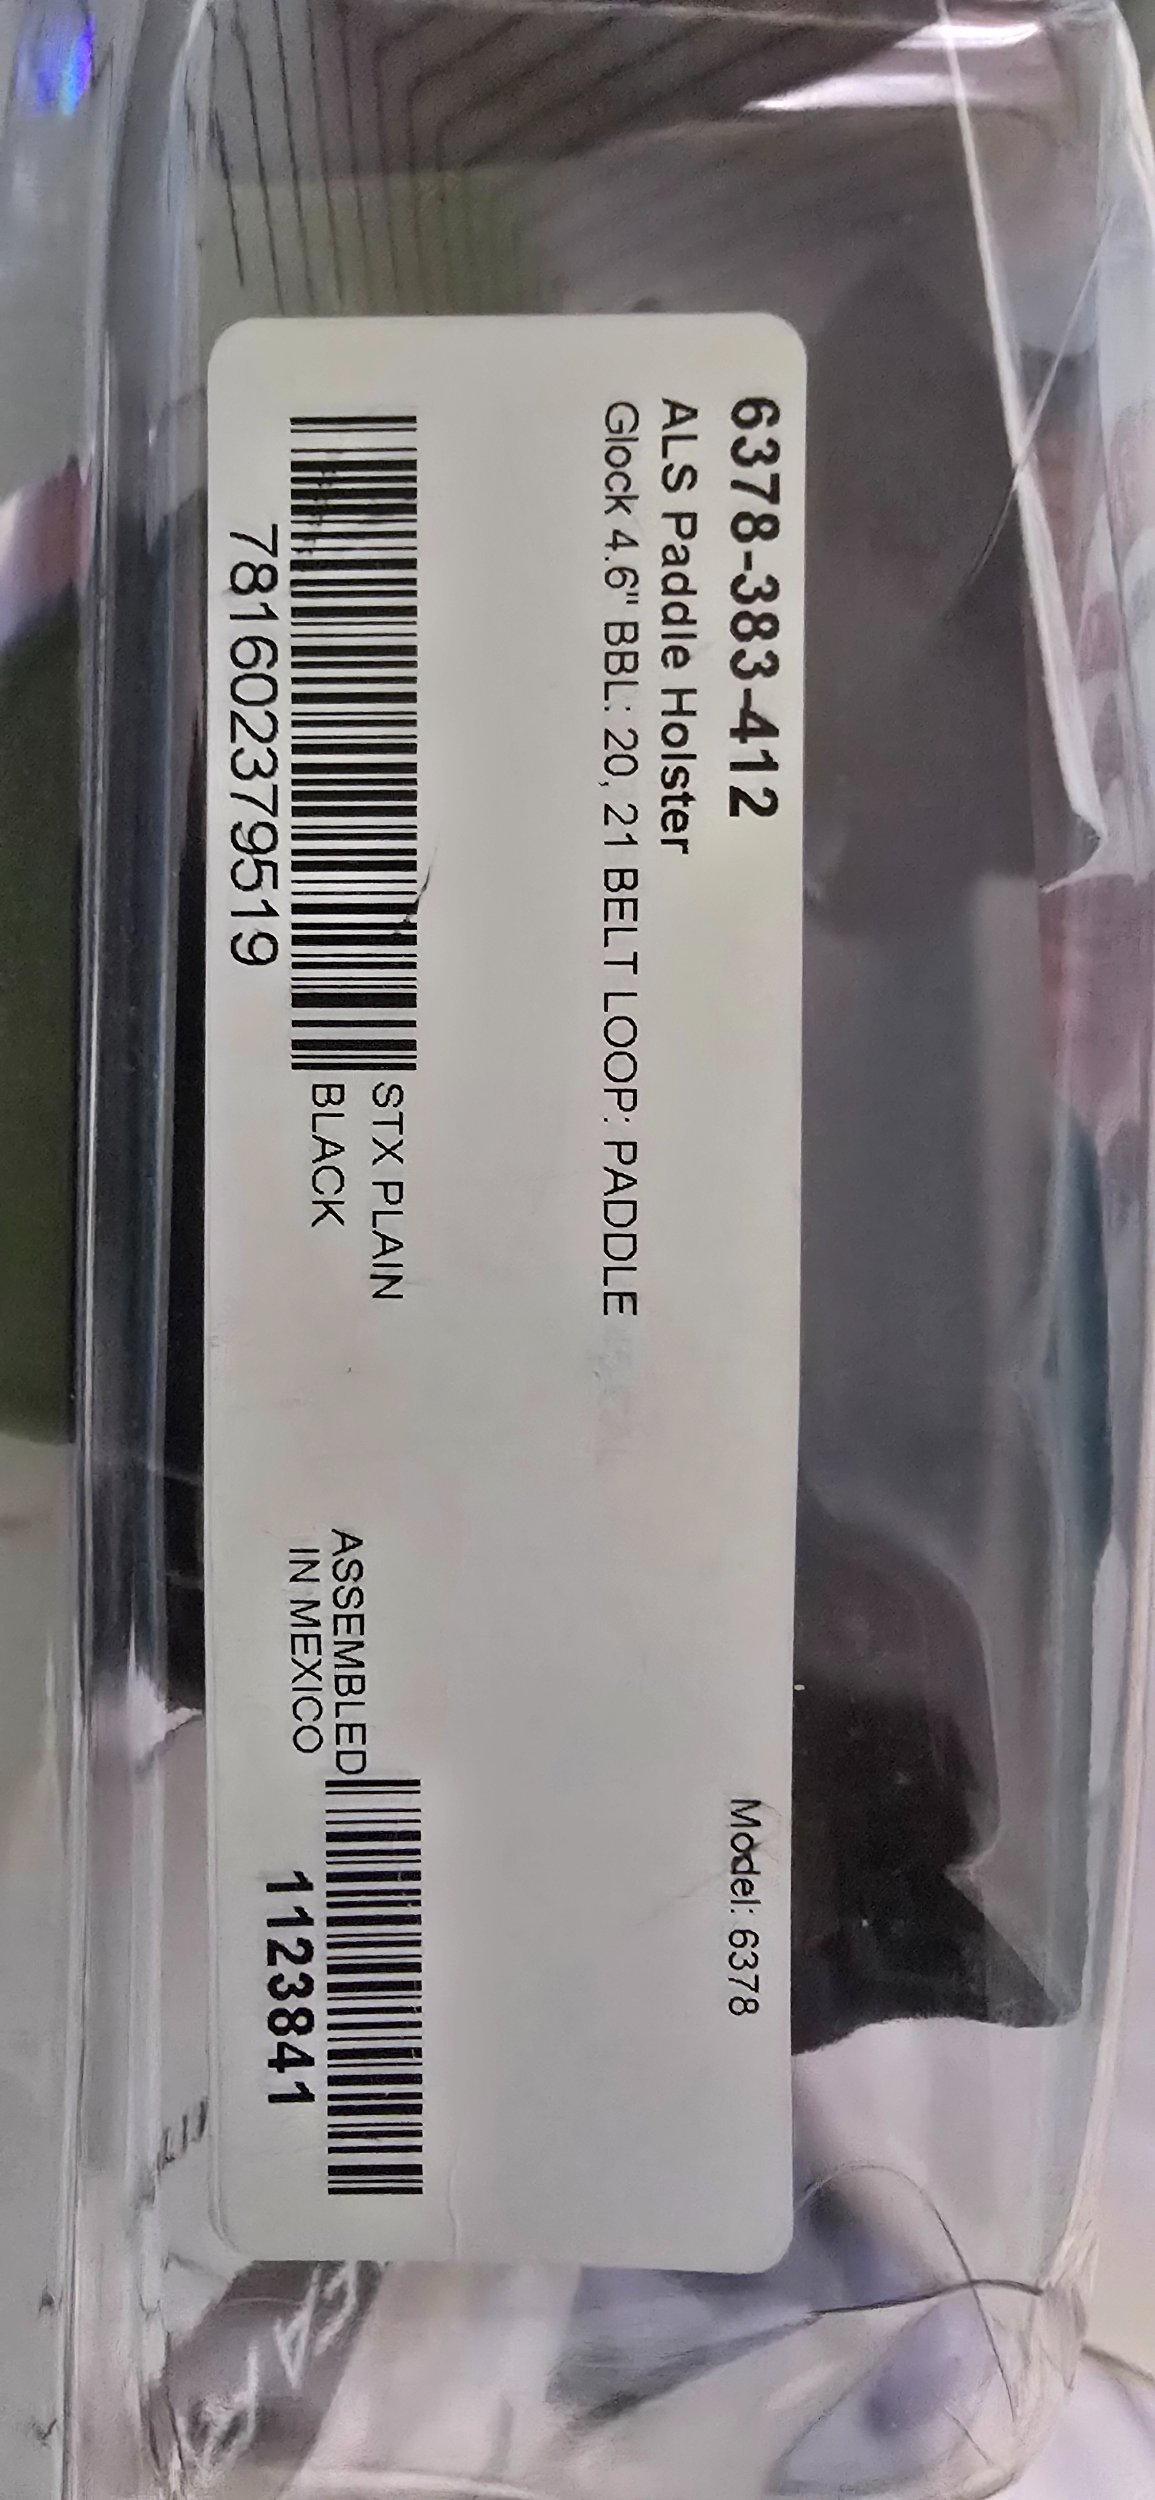 6378-383-412
Model: 6378
ALS Paddle Holster
Glock 4.6" BBL: 20, 21 BELT LOOP: PADDLE
STX PLAIN
BLACK
781602379519
ASSEMBLED
IN MEXICO
112841